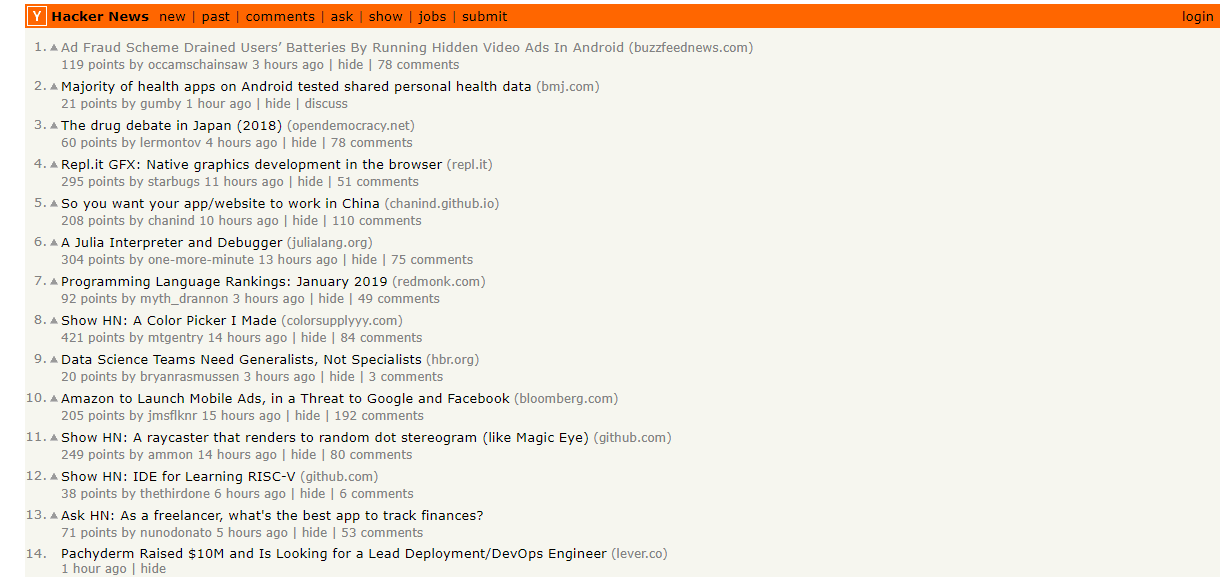 Y Hacker News new | past | comments | ask | show | jobs | submit login
1. Ad Fraud Scheme Drained Users’ Batteries By Running Hidden Video Ads In Android (buzzfeednews.com)
119 points by occamschainsaw 3 hours ago | hide | 78 comments
2. Majority of health apps on Android tested shared personal health data (bmj.com)
21 points by gumby 1 hour ago | hide | discuss
3. The drug debate in Japan (2018) (opendemocracy.net)
60 points by lermontov 4 hours ago | hide | 78 comments
4. Repl.it GFX: Native graphics development in the browser (repl.it)
295 points by starbugs 11 hours ago | hide | 51 comments
5. So you want your app/website to work in China (chanind.github.io)
208 points by chanind 10 hours ago | hide | 110 comments
6. A Julia Interpreter and Debugger (julialang.org)
304 points by one-more-minute 13 hours ago | hide | 75 comments
7. Programming Language Rankings: January 2019 (redmonk.com)
92 points by myth_drannon 3 hours ago | hide | 49 comments
8. Show HN: A Color Picker I Made (colorsupplyyy.com)
421 points by mtgentry 14 hours ago | hide | 84 comments
9. Data Science Teams Need Generalists, Not Specialists (hbr.org)
20 points by bryanrasmussen 3 hours ago | hide | 3 comments
10. Amazon to Launch Mobile Ads, in a Threat to Google and Facebook (bloomberg.com)
205 points by jmsflknr 15 hours ago | hide | 192 comments
11. Show HN: A raycaster that renders to random dot stereogram (like Magic Eye) (github.com)
249 points by ammon 14 hours ago | hide | 80 comments
12. Show HN: IDE for Learning RISC-V (github.com)
38 points by thethirdone 6 hours ago | hide | 6 comments
13. Ask HN: As a freelancer, what's the best app to track finances?
71 points by nunodonato 5 hours ago | hide | 53 comments
14. Pachyderm Raised $10M and Is Looking for a Lead Deployment/DevOps Engineer (lever.co)
1 hour ago | hide